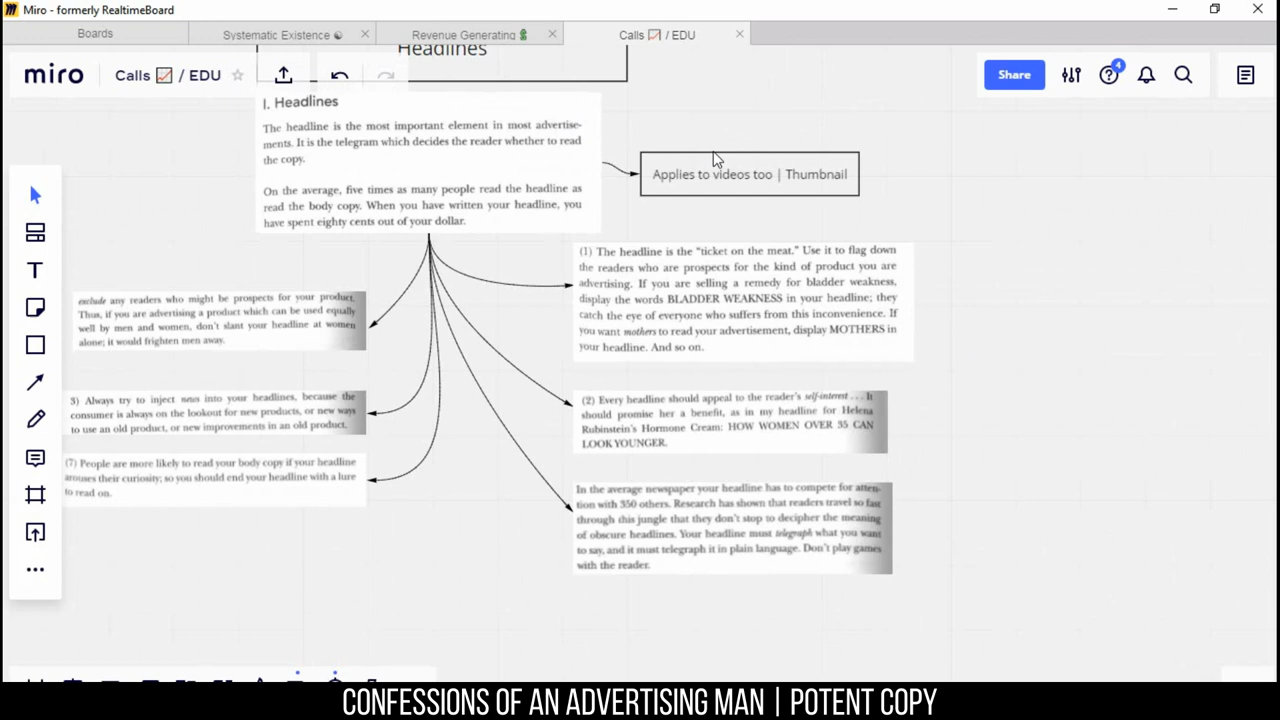 Miro - formerly RealtimeBoard
Boards
Systematic Existence
Revenue Generating
Calls / EDU
Headlines
miro
Calls / EDU
Share
4
I. Headlines
The headline is the most important element in most advertise-
ments. It is the telegram which decides the reader whether to read
the copy.
On the average, five times as many people read the headline as
read the body copy. When you have written your headline, you
have spent eighty cents out of your dollar.
Applies to videos too | Thumbnail
(1) The headline is the "ticket on the meat." Use it to flag down
the readers who are prospects for the kind of product you are
advertising. If you are selling a remedy for bladder weakness,
display the words BLADDER WEAKNESS in your headline; they
catch the eye of everyone who suffers from this inconvenience. If
you want mothers to read your advertisement, display MOTHERS in
your headline. And so on.
exclude any readers who might be prospects for your product.
Thus, if you are advertising a product which can be used equally
well by men and women, don't slant your headline at women
alone; it would frighten men away.
3) Always try to inject news into your headlines, because the
consumer is always on the lookout for new products, or new ways
to use an old product, or new improvements in an old product.
(2) Every headline should appeal to the reader's self-interest . . . It
should promise her a benefit, as in my headline for Helena
Rubinstein's Hormone Cream: HOW WOMEN OVER 35 CAN
LOOK YOUNGER.
(7) People are more likely to read your body copy if your headline
arouses their curiosity; so you should end your headline with a lure
to read on.
In the average newspaper your headline has to compete for atten-
tion with 350 others. Research has shown that readers travel so fast
through this jungle that they don't stop to decipher the meaning
of obscure headlines. Your headline must telegraph what you want
to say, and it must telegraph it in plain language. Don't play games
with the reader.
CONFESSIONS OF AN ADVERTISING MAN | POTENT COPY